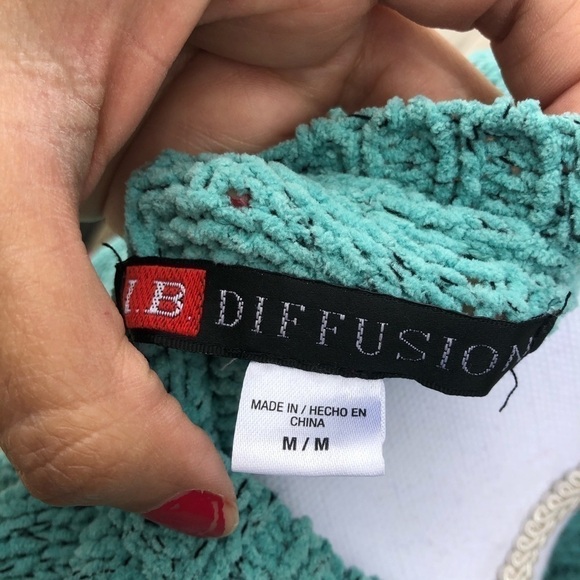 I.B. DIFFUSION
MADE IN / HECHO EN
CHINA
M / M